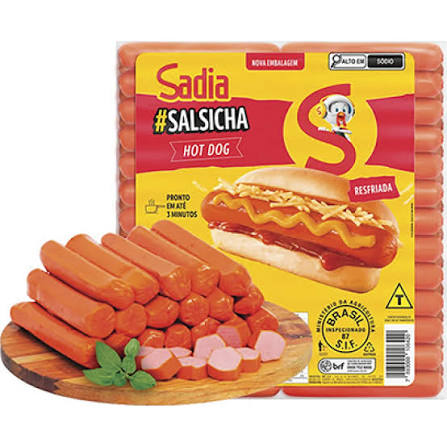 NOVA EMBALAGEM
ALTO EM SÓDIO
Sadia
#SALSICHA
HOT DOG
S
RESFRIADA
PRONTO
EM ATÉ
3 MINUTOS
T
MINISTÉRIO DA AGRICULTURA
BRASIL
INSPECIONADO
87
S.I.F.
brf